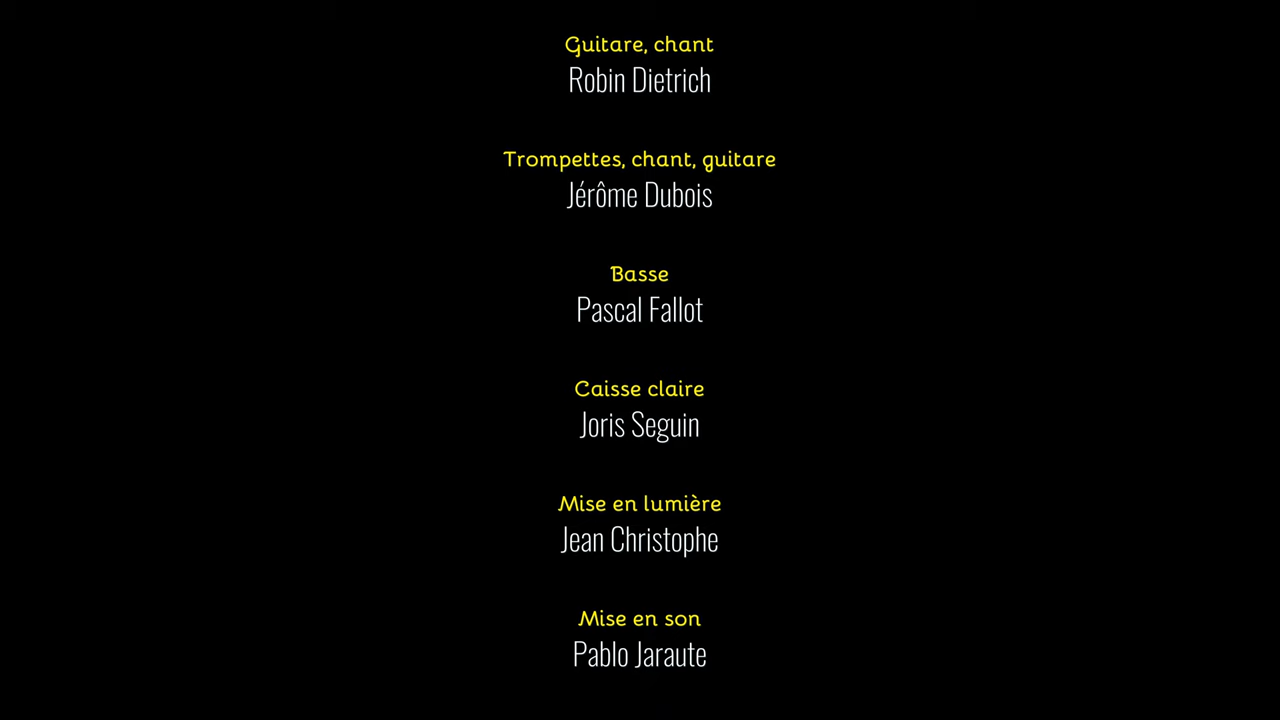 Guitare, chant
Robin Dietrich
Trompettes, chant, guitare
Jérôme Dubois
Basse
Pascal Fallot
Caisse claire
Joris Seguin
Mise en lumière
Jean Christophe
Mise en son
Pablo Jaraute